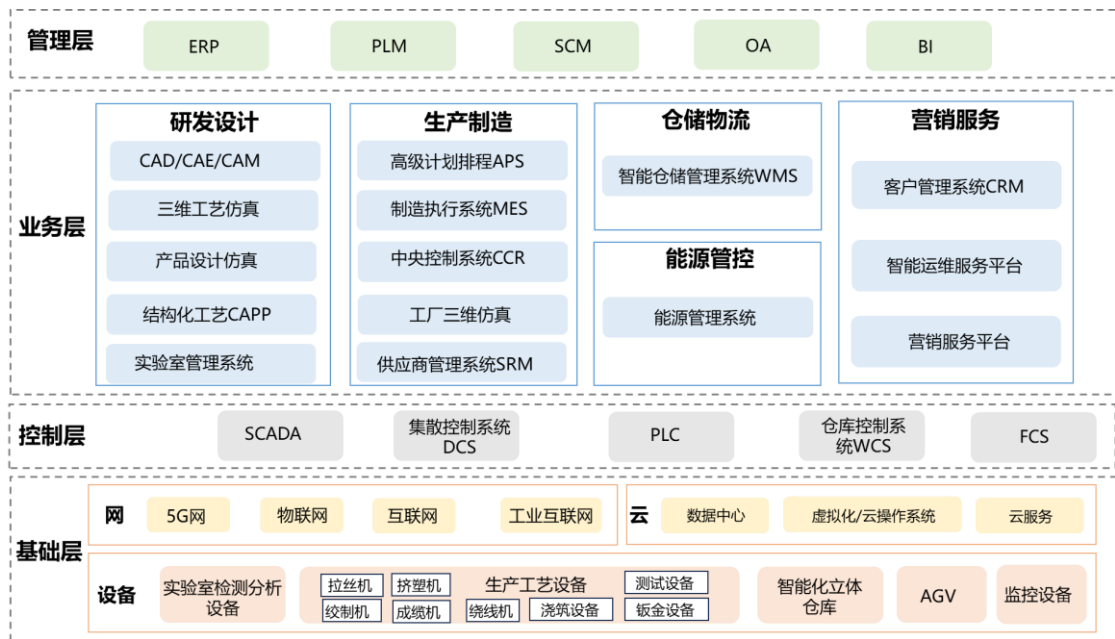 管理层
ERP
PLM
SCM
OA
BI
业务层
研发设计
CAD/CAE/CAM
三维工艺仿真
产品设计仿真
结构化工艺CAPP
实验室管理系统
生产制造
高级计划排程APS
制造执行系统MES
中央控制系统CCR
工厂三维仿真
供应商管理系统SRM
仓储物流
智能仓储管理系统WMS
能源管控
能源管理系统
营销服务
客户管理系统CRM
智能运维服务平台
营销服务平台
控制层
SCADA
集散控制系统
DCS
PLC
仓库控制系
统WCS
FCS
基础层
网
5G网
物联网
互联网
工业互联网
云
数据中心
虚拟化/云操作系统
云服务
设备
实验室检测分析
设备
拉丝机
挤塑机
生产工艺设备
测试设备
绞制机
成缆机
绕线机
浇筑设备
钣金设备
智能化立体
仓库
AGV
监控设备